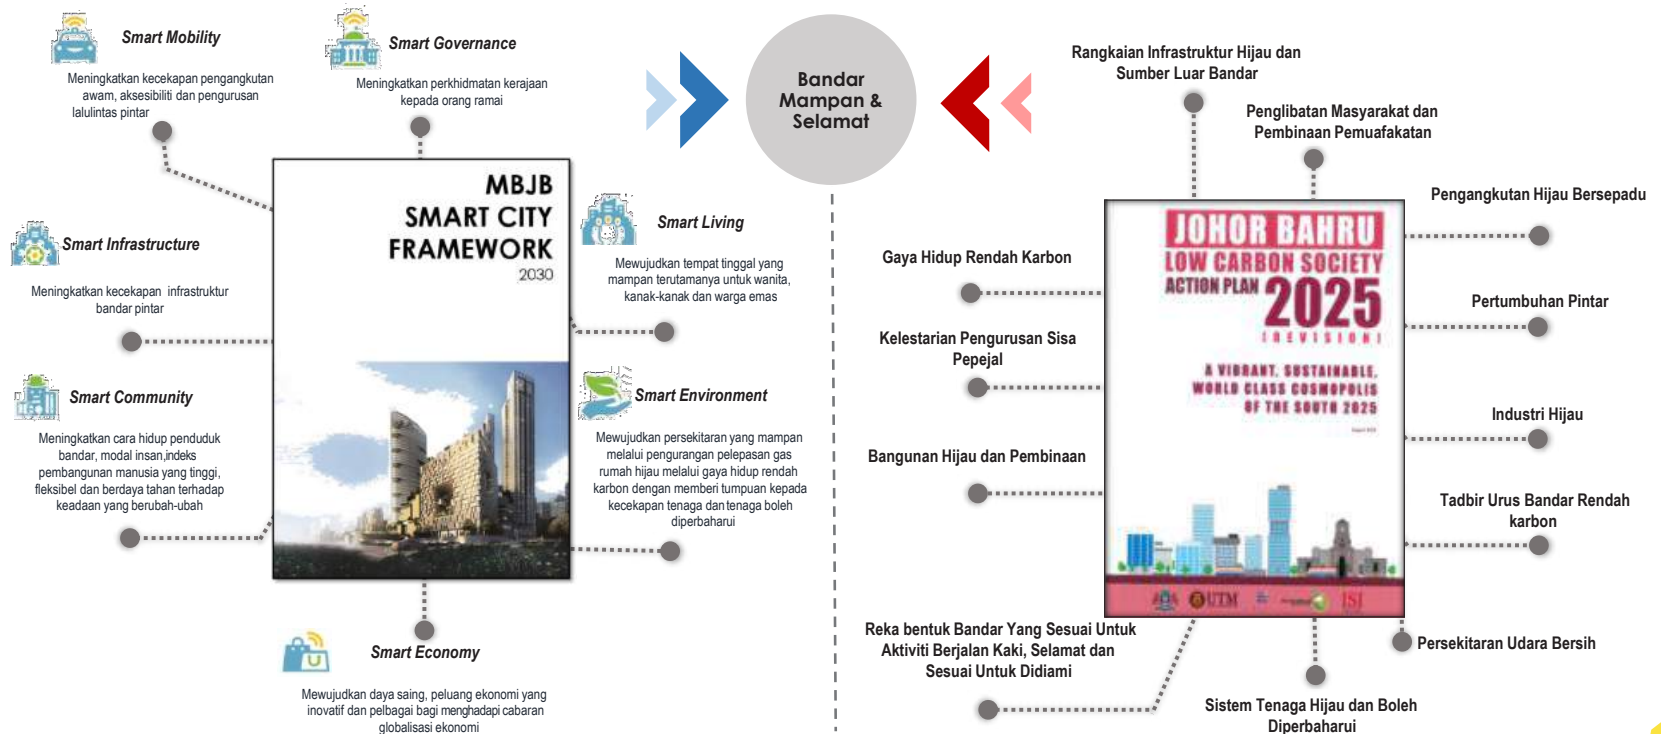 Smart Mobility
Meningkatkan kecekapan pengangkutan
awam, aksesibiliti dan pengurusan
lalulintas pintar
Smart Governance
Meningkatkan perkhidmatan kerajaan
kepada orang ramai
Smart Infrastructure
Meningkatkan kecekapan infrastruktur
bandar pintar
Smart Community
Meningkatkan cara hidup penduduk
bandar, modal insan,indeks
pembangunan manusia yang tinggi,
fleksibel dan berdaya tahan terhadap
keadaan yang berubah-ubah
MBJB
SMART CITY
FRAMEWORK
2030
Smart Living
Mewujudkan tempat tinggal yang
mampan terutamanya untuk wanita,
kanak-kanak dan warga emas
Smart Environment
Mewujudkan persekitaran yang mampan
melalui pengurangan pelepasan gas
rumah hijau melalui gaya hidup rendah
karbon dengan memberi tumpuan kepada
kecekapan tenaga dan tenaga boleh
diperbaharui
Smart Economy
Mewujudkan daya saing, peluang ekonomi yang
inovatif dan pelbagai bagi menghadapi cabaran
globalisasi ekonomi
Bandar
Mampan &
Selamat
Rangkaian Infrastruktur Hijau dan
Sumber Luar Bandar
Penglibatan Masyarakat dan
Pembinaan Pemuafakatan
Pengangkutan Hijau Bersepadu
Gaya Hidup Rendah Karbon
Pertumbuhan Pintar
Kelestarian Pengurusan Sisa
Pepejal
Industri Hijau
Bangunan Hijau dan Pembinaan
Tadbir Urus Bandar Rendah
karbon
JOHOR BAHRU
LOW CARBON SOCIETY
ACTION PLAN 2025
(REVISION)
A VIBRANT, SUSTAINABLE,
WORLD CLASS COSMOPOLIS
OF THE SOUTH 2025
UTM
Reka bentuk Bandar Yang Sesuai Untuk
Aktiviti Berjalan Kaki, Selamat dan
Sesuai Untuk Didiami
Persekitaran Udara Bersih
Sistem Tenaga Hijau dan Boleh
Diperbaharui